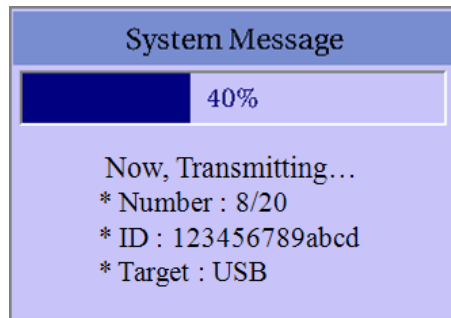 System Message
40%
Now, Transmitting…
* Number : 8/20
* ID : 123456789abcd
* Target : USB